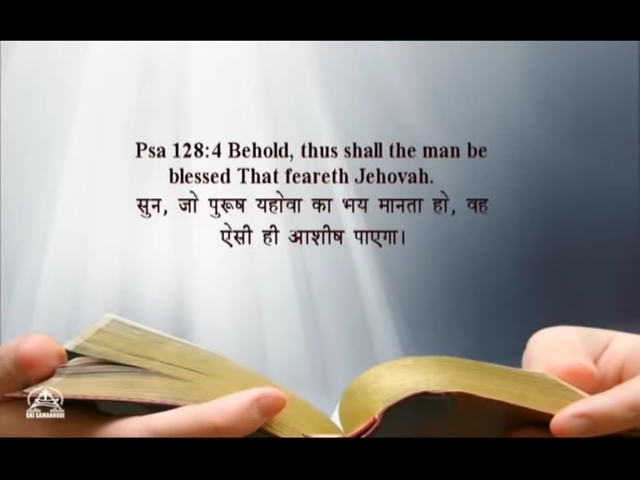 Psa 128:4 Behold, thus shall the man be
blessed That feareth Jehovah.
सुन, जो पुरूष यहोवा का भय मानता हो, वह
ऐसी ही आशीष पाएगा।